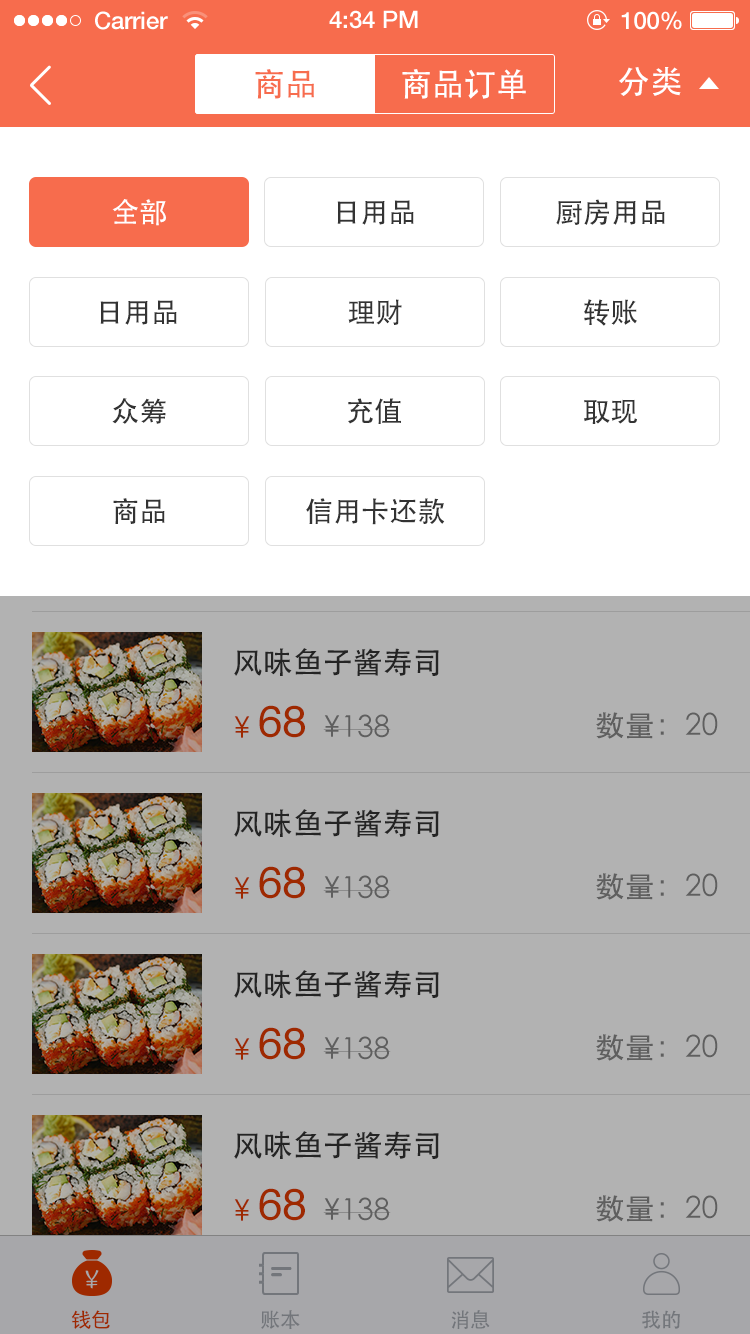 Carrier 4:34 PM 100%
商品 商品订单 分类
全部 日用品 厨房用品
日用品 理财 转账
众筹 充值 取现
商品 信用卡还款
风味鱼子酱寿司
¥ 68 ¥138 数量: 20
风味鱼子酱寿司
¥ 68 ¥138 数量: 20
风味鱼子酱寿司
¥ 68 ¥138 数量: 20
风味鱼子酱寿司
¥ 68 ¥138 数量: 20
¥
钱包 账本 消息 我的